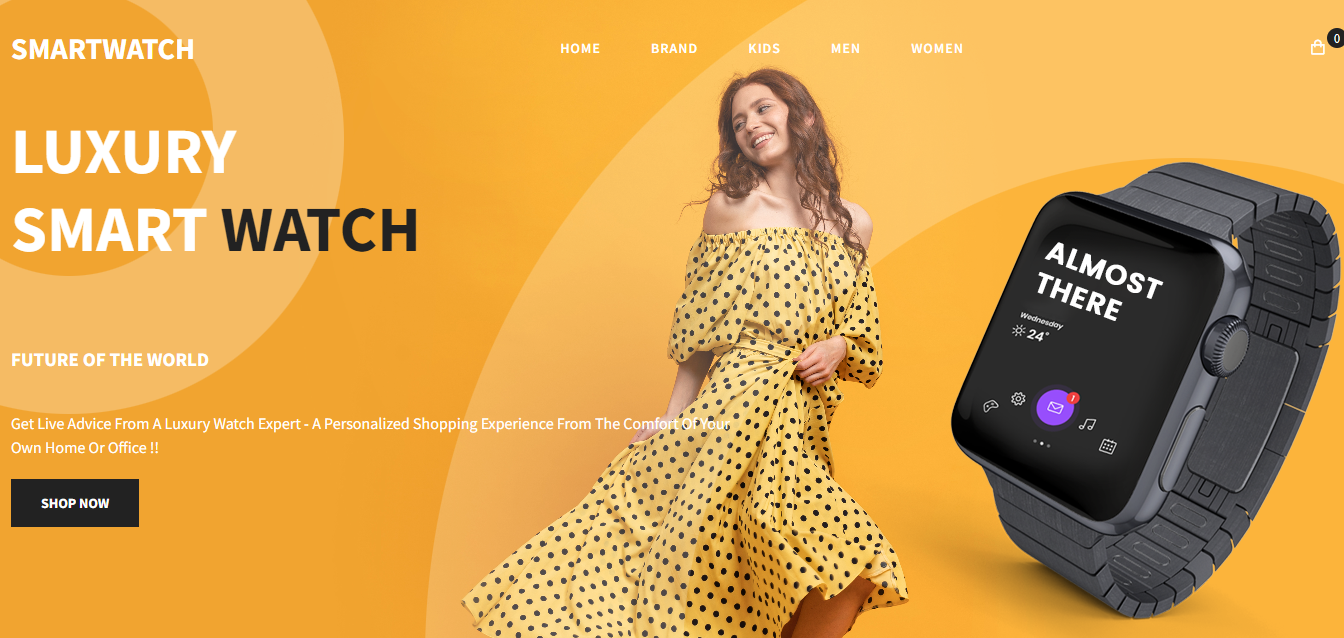 SMARTWATCH
HOME BRAND KIDS MEN WOMEN
0
LUXURY
SMART WATCH
FUTURE OF THE WORLD
Get Live Advice From A Luxury Watch Expert - A Personalized Shopping Experience From The Comfort Of Your
Own Home Or Office !!
SHOP NOW
ALMOST
THERE
Wednesday
24°
1